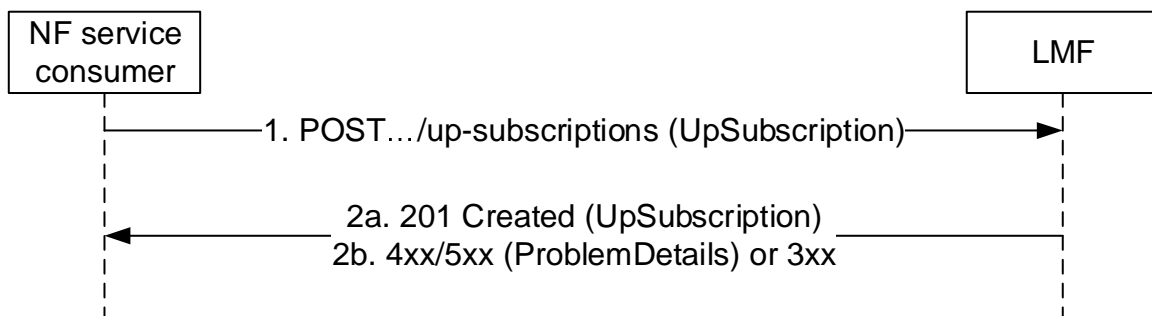 NF service
consumer
LMF
1. POST…/up-subscriptions (UpSubscription)
2a. 201 Created (UpSubscription)
2b. 4xx/5xx (ProblemDetails) or 3xx